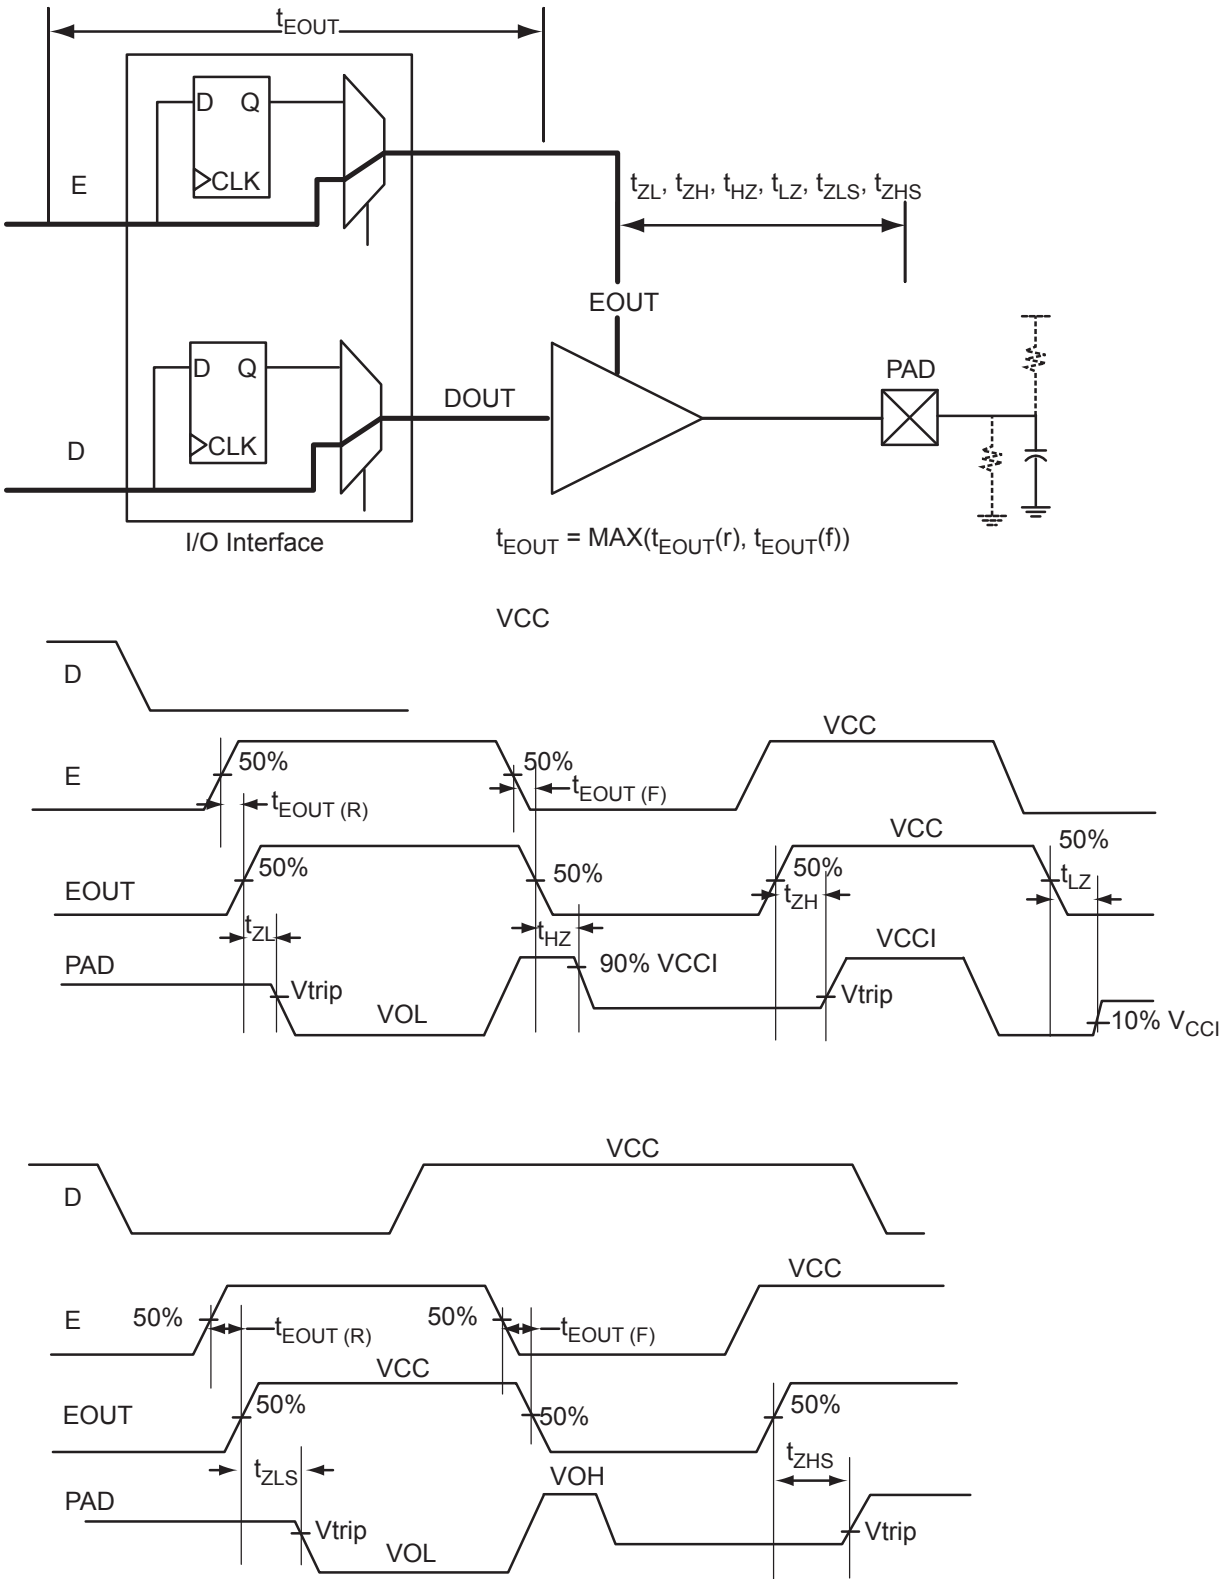 tEOUT
D Q
CLK
E
tZL, tZH, tHZ, tLZ, tZLS, tZHS
EOUT
D Q
CLK
D
DOUT
PAD
I/O Interface
tEOUT = MAX(tEOUT(r), tEOUT(f))
VCC
D
VCC
E
50%
50%
tEOUT (R)
tEOUT (F)
VCC
50%
EOUT
50%
50%
50%
tZL
tHZ
tZH
tLZ
PAD
90% VCCI
VCCI
Vtrip
VOL
Vtrip
10% VCCI
VCC
D
VCC
E
50%
50%
tEOUT (R)
tEOUT (F)
VCC
EOUT
50%
50%
50%
tZLS
tZHS
PAD
VOH
Vtrip
VOL
Vtrip